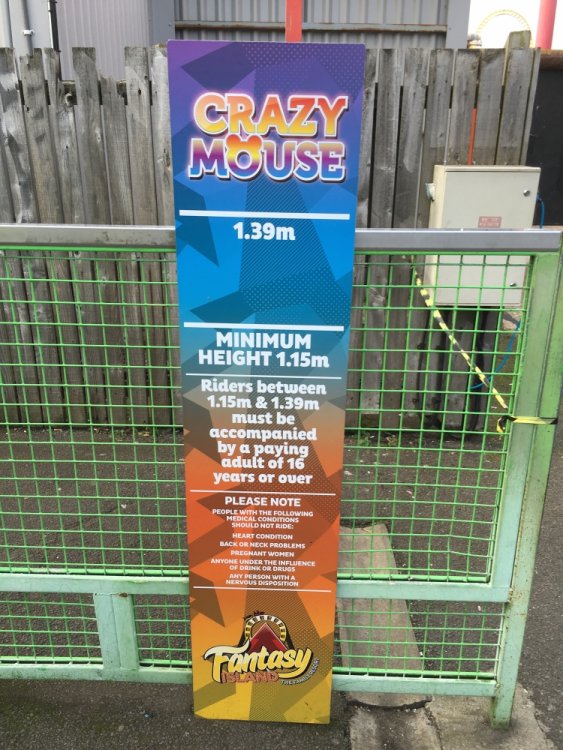 CRAZY
MOUSE
1.39m
MINIMUM
HEIGHT 1.15m
Riders between
1.15m & 1.39m
must be
accompanied
by a paying
adult of 16
years or over
PLEASE NOTE
PEOPLE WITH THE FOLLOWING
MEDICAL CONDITIONS
SHOULD NOT RIDE:
HEART CONDITION
BACK OR NECK PROBLEMS
PREGNANT WOMEN
ANYONE UNDER THE INFLUENCE
OF DRINK OR DRUGS
ANY PERSON WITH A
NERVOUS DISPOSITION
Fantasy
ISLAND